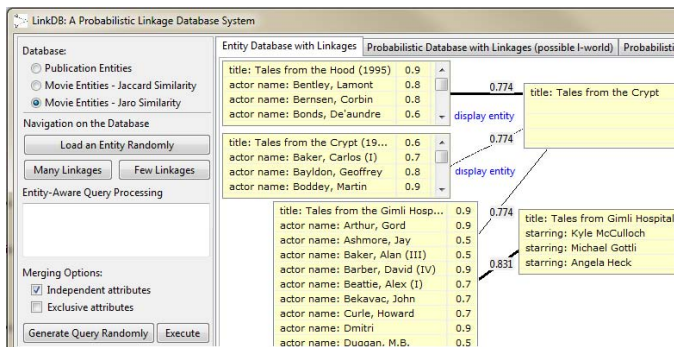 LinkDB: A Probabilistic Linkage Database System
Database:
Publication Entities
Movie Entities - Jaccard Similarity
Movie Entities - Jaro Similarity
Navigation on the Database
Load an Entity Randomly
Many Linkages Few Linkages
Entity-Aware Query Processing
Merging Options:
Independent attributes
Exclusive attributes
Generate Query Randomly Execute
Entity Database with Linkages Probabilistic Database with Linkages (possible l-world) Probabilisti
title: Tales from the Hood (1995) 0.9
actor name: Bentley, Lamont 0.8
actor name: Bernsen, Corbin 0.8
actor name: Bonds, De'aundre 0.6
display entity
title: Tales from the Crypt (19... 0.6
actor name: Baker, Carlos (I) 0.7
actor name: Bayldon, Geoffrey 0.8
actor name: Boddey, Martin 0.9
display entity
title: Tales from the Gimli Hosp... 0.9
actor name: Arthur, Gord 0.9
actor name: Ashmore, Jay 0.5
actor name: Baker, Alan (III) 0.5
actor name: Barber, David (IV) 0.9
actor name: Beattie, Alex (I) 0.7
actor name: Bekavac, John 0.7
actor name: Curle, Howard 0.7
actor name: Dmitri 0.9
actor name: Duggan, M.B. 0.5
0.774
0.774
0.774
0.831
title: Tales from the Crypt
title: Tales from Gimli Hospital
starring: Kyle McCulloch
starring: Michael Gottli
starring: Angela Heck